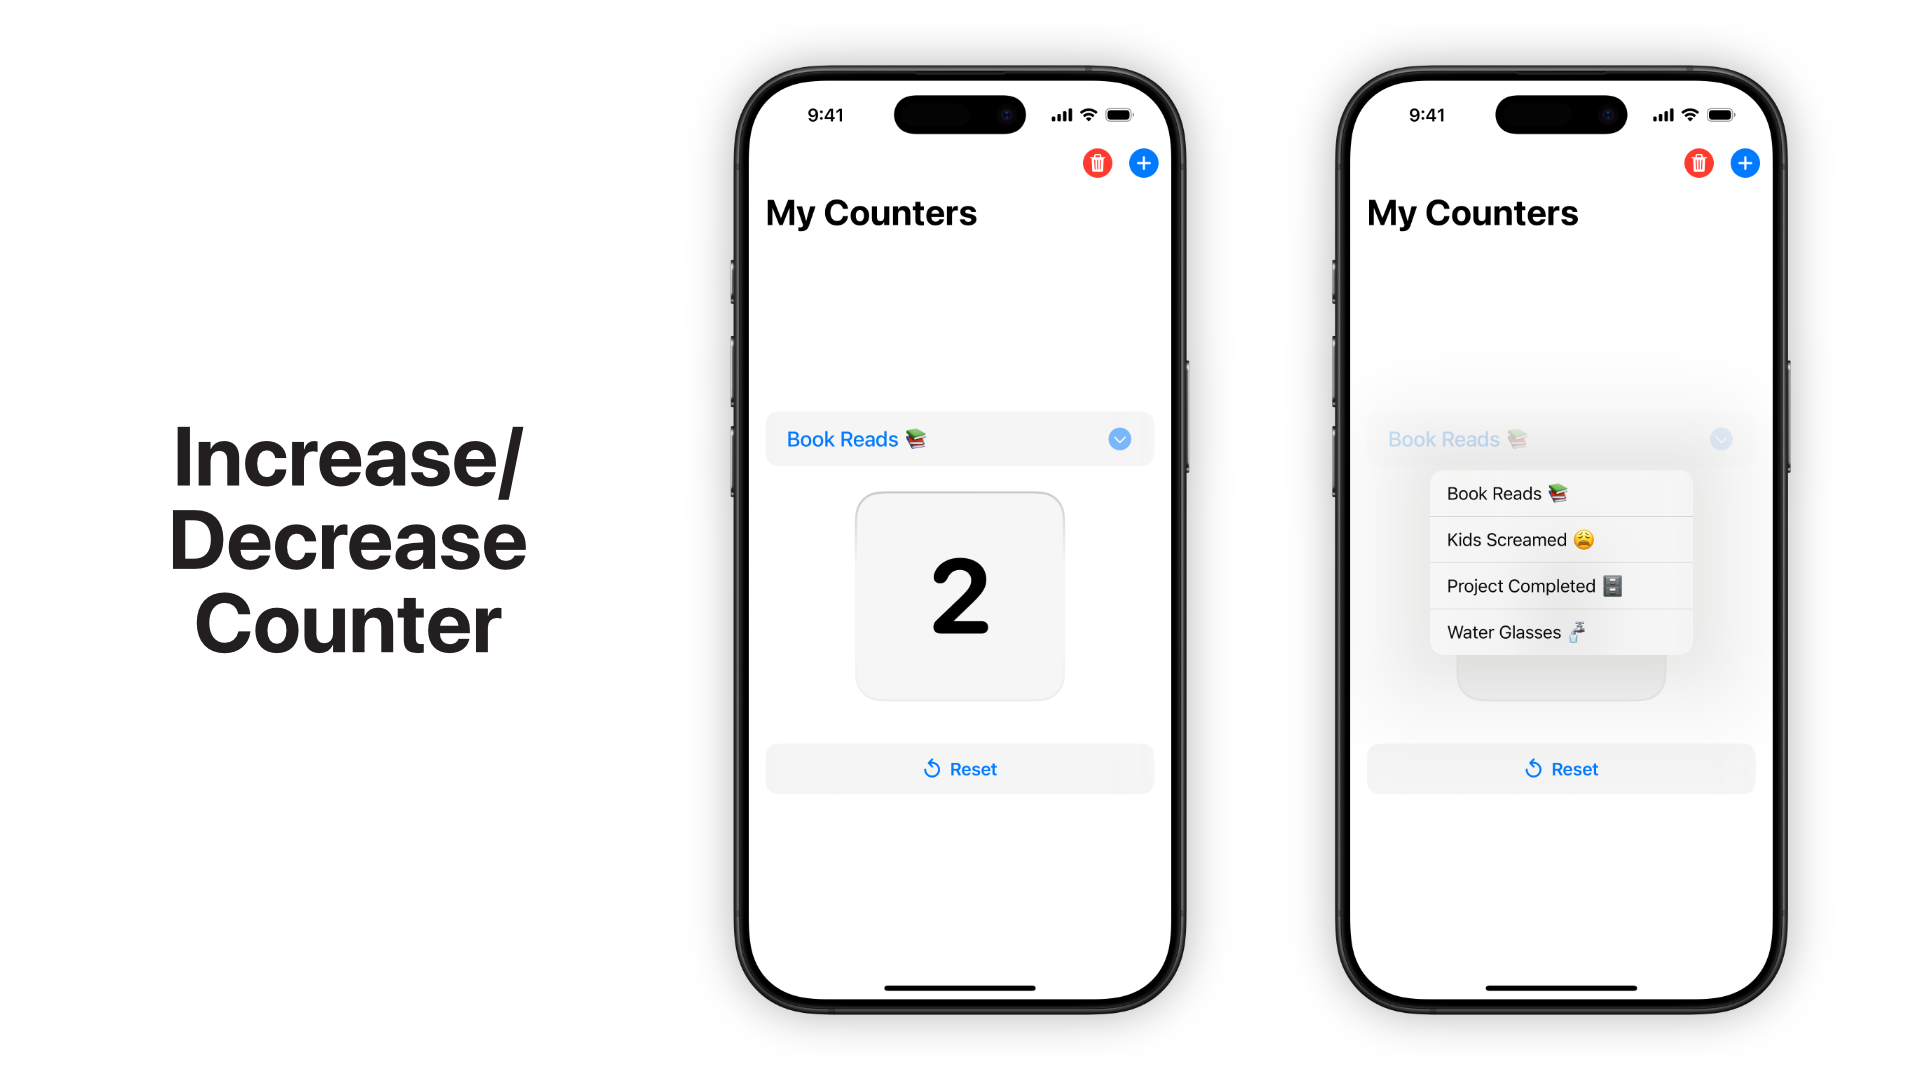 Increase/
Decrease
Counter
9:41
My Counters
Book Reads 📚
2
Reset
9:41
My Counters
Book Reads 📚
Book Reads 📚
Kids Screamed 😩
Project Completed 🗄️
Water Glasses 🚰
Reset